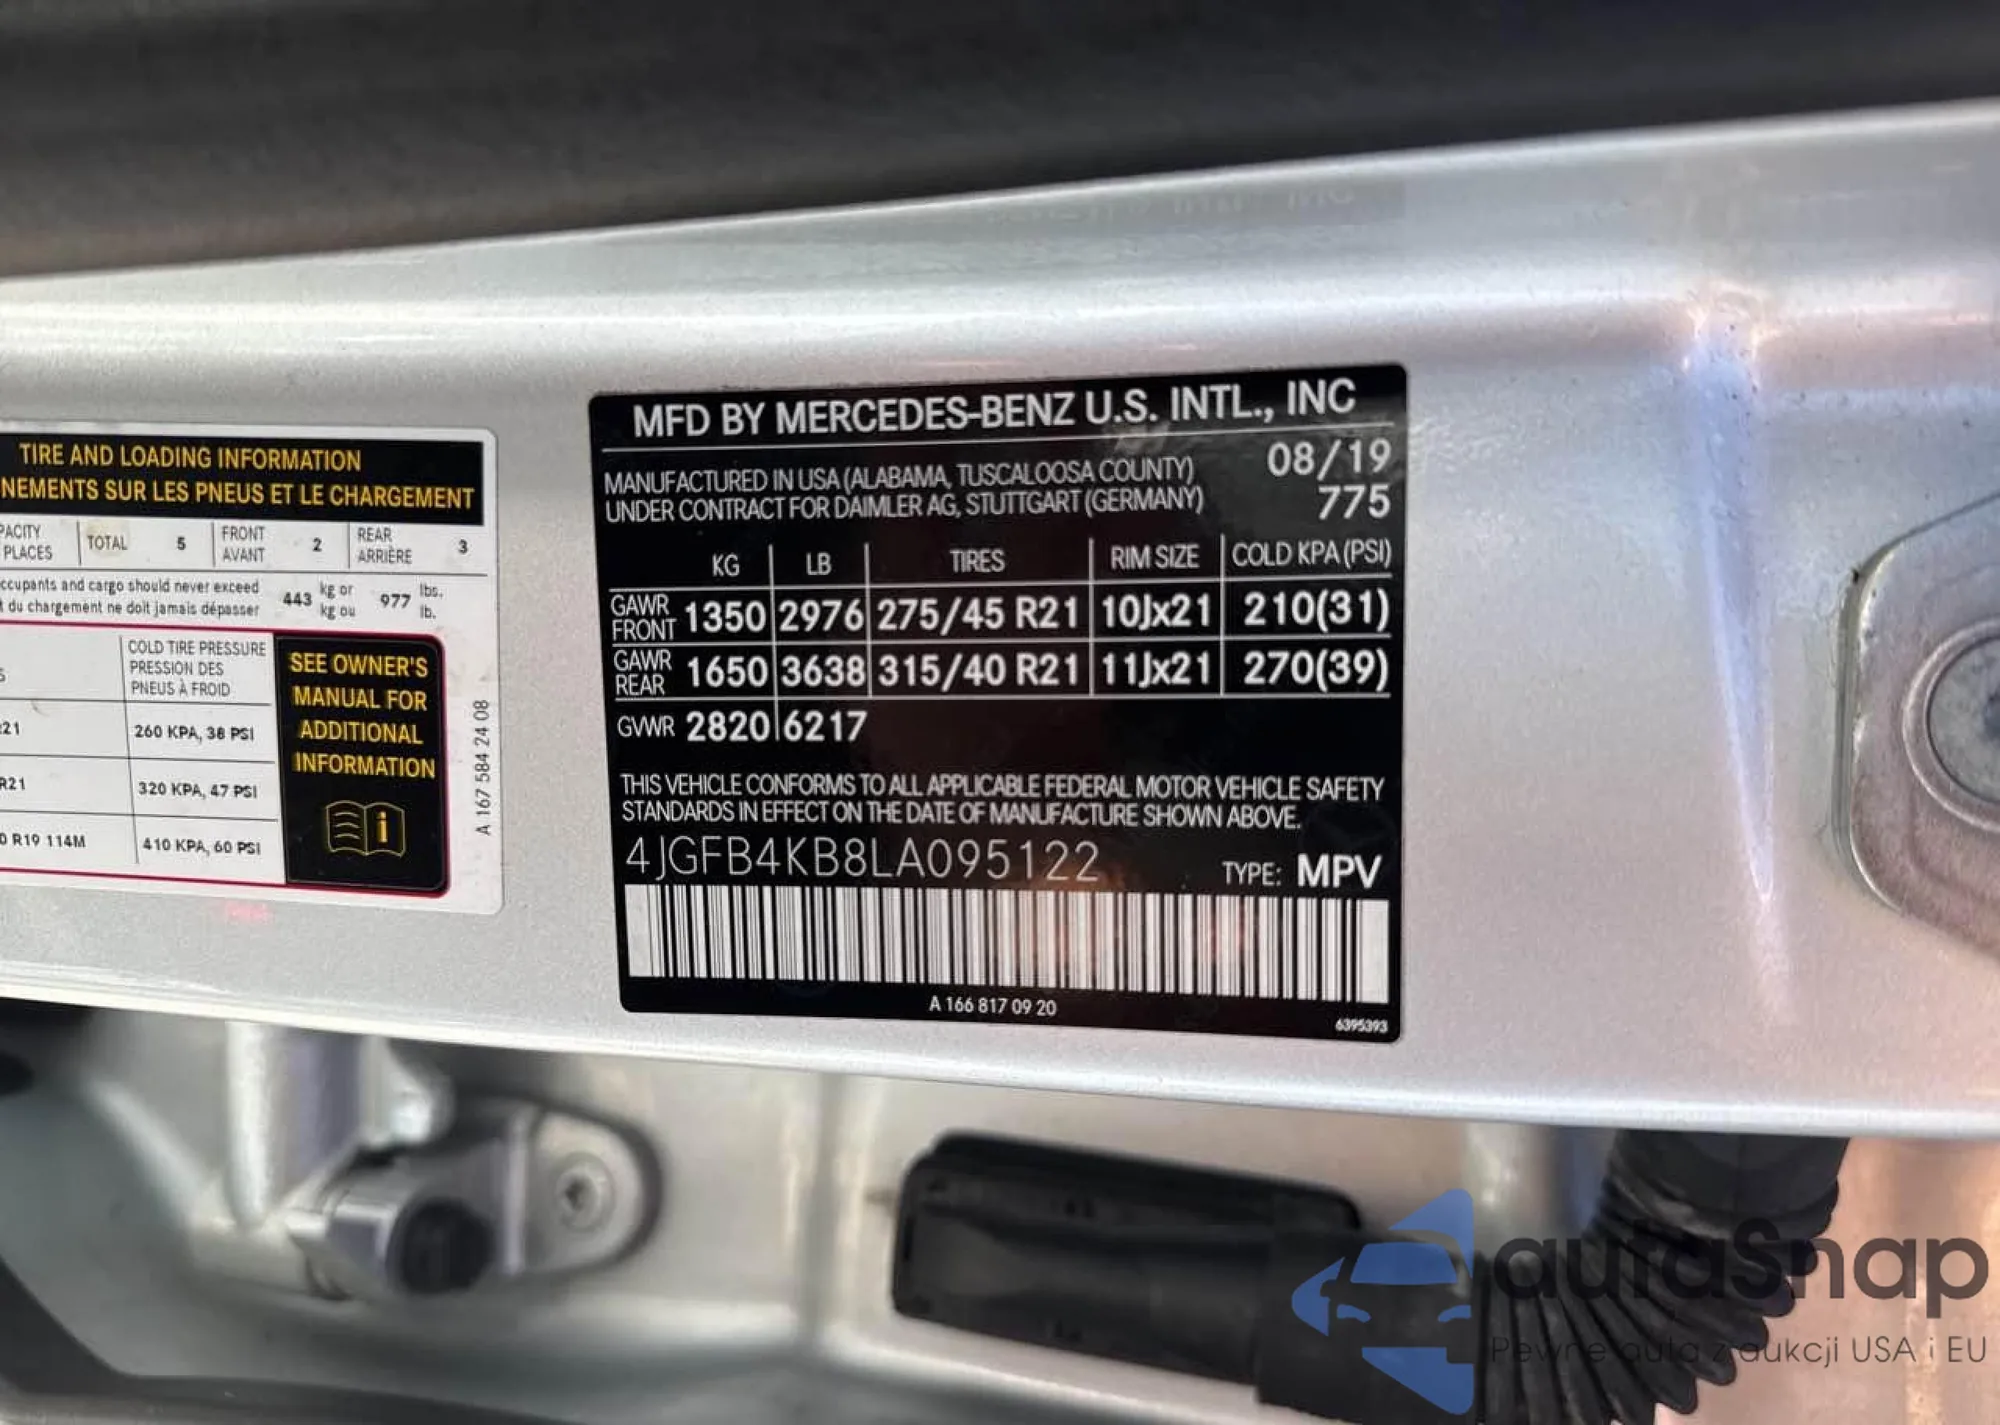 TIRE AND LOADING INFORMATION
NEMENTS SUR LES PNEUS ET LE CHARGEMENT
PACITY
PLACES
TOTAL 5
FRONT
AVANT
2
REAR
ARRIÈRE
3
ccupants and cargo should never exceed
t du chargement ne doit jamais dépasser
443
kg or
kg ou
977
lbs.
lb.
COLD TIRE PRESSURE
PRESSION DES
PNEUS À FROID
R21 260 KPA, 38 PSI
R21 320 KPA, 47 PSI
0 R19 114M 410 KPA, 60 PSI
SEE OWNER'S
MANUAL FOR
ADDITIONAL
INFORMATION
A 167 584 24 08
MFD BY MERCEDES-BENZ U.S. INTL., INC
MANUFACTURED IN USA (ALABAMA, TUSCALOOSA COUNTY) 08/19
UNDER CONTRACT FOR DAIMLER AG, STUTTGART (GERMANY) 775
KG LB TIRES RIM SIZE COLD KPA (PSI)
GAWR
FRONT
1350 2976 275/45 R21 10Jx21 210(31)
GAWR
REAR
1650 3638 315/40 R21 11Jx21 270(39)
GVWR 2820 6217
THIS VEHICLE CONFORMS TO ALL APPLICABLE FEDERAL MOTOR VEHICLE SAFETY
STANDARDS IN EFFECT ON THE DATE OF MANUFACTURE SHOWN ABOVE.
4JGFB4KB8LA095122 TYPE: MPV
A 166 817 09 20
6395393
autaSnap
Pewne auta z aukcji USA i EU